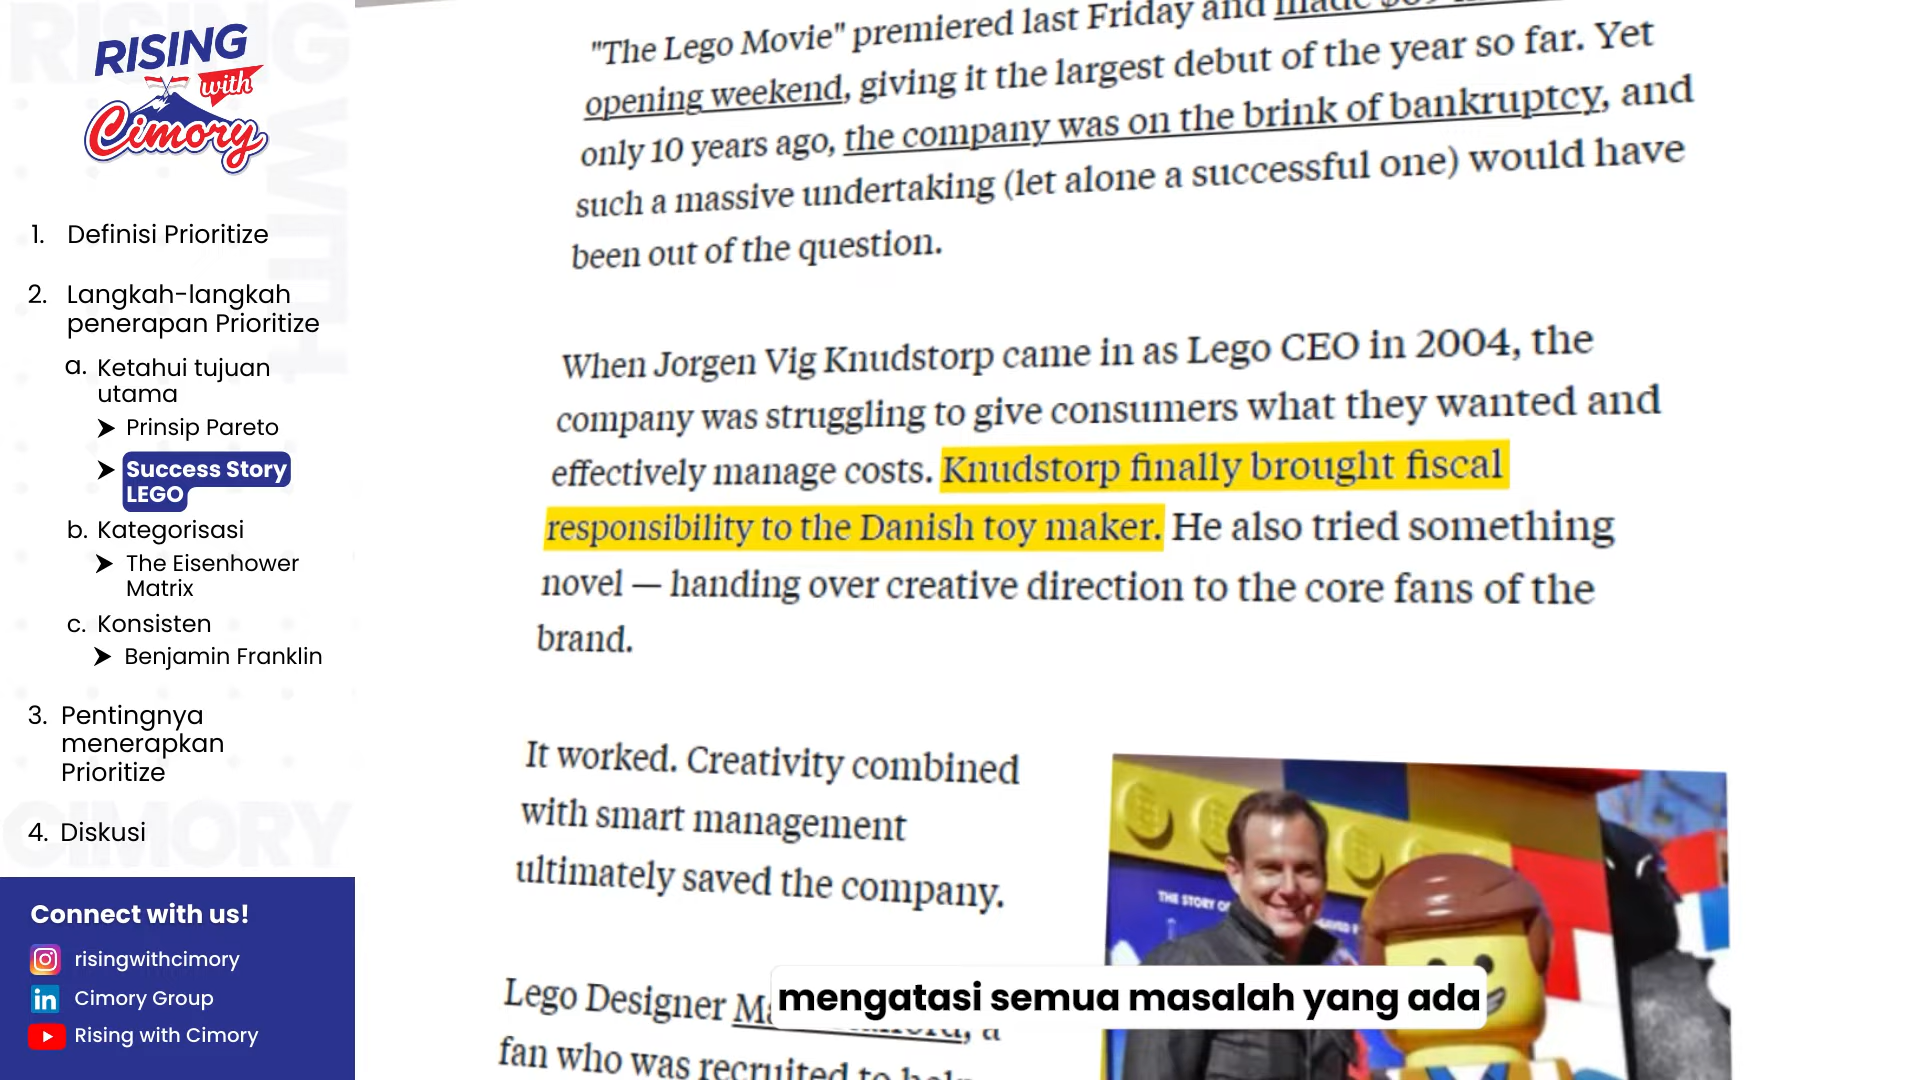 RISING
with
Cimory
1. Definisi Prioritize
2. Langkah-langkah
penerapan Prioritize
a. Ketahui tujuan
utama
➤ Prinsip Pareto
➤ Success Story
LEGO
b. Kategorisasi
➤ The Eisenhower
Matrix
c. Konsisten
➤ Benjamin Franklin
3. Pentingnya
menerapkan
Prioritize
4. Diskusi
Connect with us!
risingwithcimory
Cimory Group
Rising with Cimory
"The Lego Movie" premiered last Friday and made
opening weekend, giving it the largest debut of the year so far. Yet
only 10 years ago, the company was on the brink of bankruptcy, and
such a massive undertaking (let alone a successful one) would have
been out of the question.
When Jorgen Vig Knudstorp came in as Lego CEO in 2004, the
company was struggling to give consumers what they wanted and
effectively manage costs. Knudstorp finally brought fiscal
responsibility to the Danish toy maker. He also tried something
novel — handing over creative direction to the core fans of the
brand.
It worked. Creativity combined
with smart management
ultimately saved the company.
THE STORY
Lego Designer
a
fan who was recruited to
mengatasi semua masalah yang ada